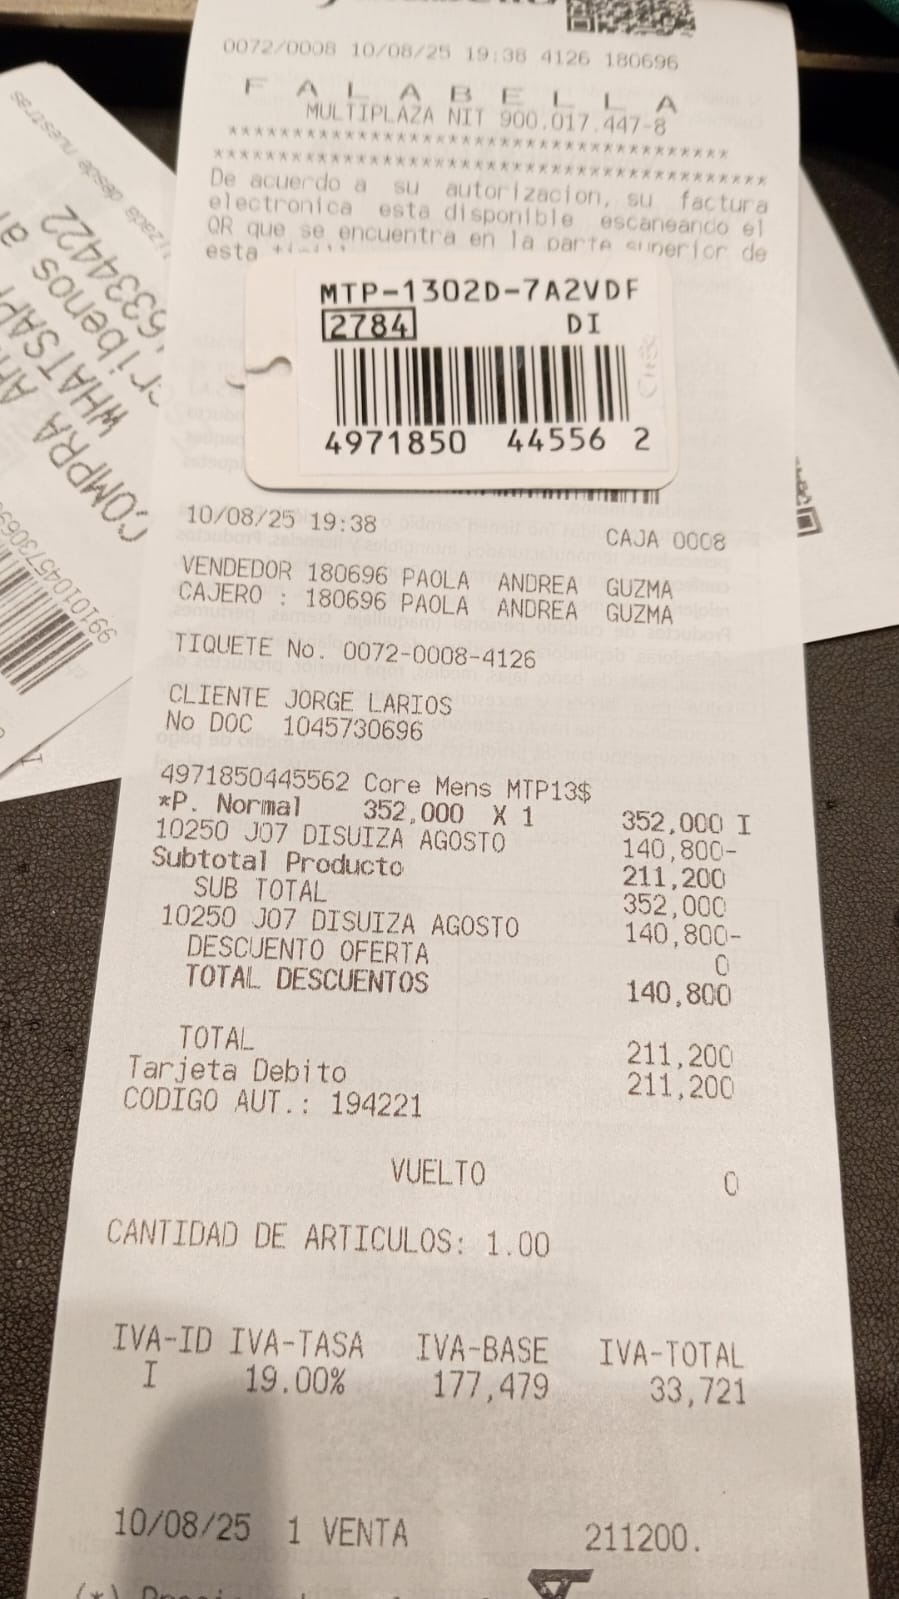 0072/0008 10/08/25 19:38 4126 180696
F A L A B E L L A
MULTIPLAZA NIT 900.017.447-8
****************************************
****************************************
De acuerdo a su autorizacion, su factura
electronica esta disponible escaneando el
QR que se encuentra en la parte superior de
esta
MTP-1302D-7A2VDF
2784 DI
4971850 44556 2
10/08/25 19:38 CAJA 0008
VENDEDOR 180696 PAOLA ANDREA GUZMA
CAJERO : 180696 PAOLA ANDREA GUZMA
TIQUETE No. 0072-0008-4126
CLIENTE JORGE LARIOS
No DOC 1045730696
4971850445562 Core Mens MTP13$
*P. Normal 352,000 X 1 352,000 I
10250 J07 DISUIZA AGOSTO 140,800-
Subtotal Producto 211,200
SUB TOTAL 352,000
10250 J07 DISUIZA AGOSTO 140,800-
DESCUENTO OFERTA 0
TOTAL DESCUENTOS 140,800
TOTAL 211,200
Tarjeta Debito 211,200
CODIGO AUT.: 194221
VUELTO 0
CANTIDAD DE ARTICULOS: 1.00
IVA-ID IVA-TASA IVA-BASE IVA-TOTAL
I 19.00% 177,479 33,721
10/08/25 1 VENTA 211200.
desde nuestras
COMPRA
WHATSAPP